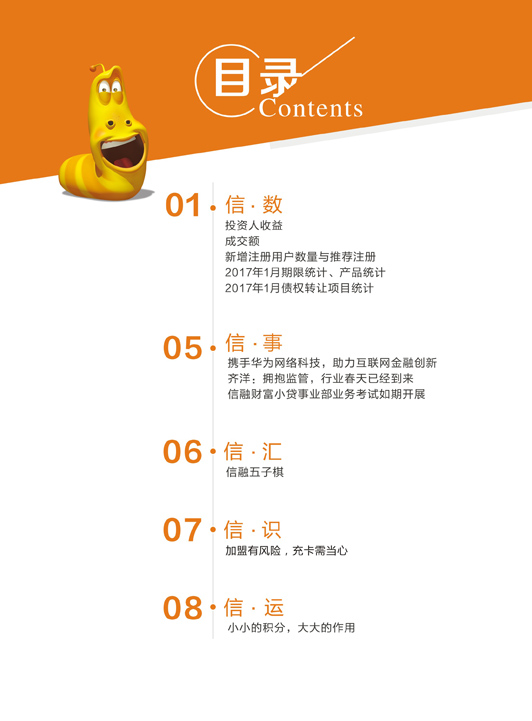 目录
Contents
01 信·数
投资人收益
成交额
新增注册用户数量与推荐注册
2017年1月期限统计、产品统计
2017年1月债权转让项目统计
05 信·事
携手华为网络科技，助力互联网金融创新
齐洋：拥抱监管，行业春天已经到来
信融财富小贷事业部业务考试如期开展
06 信·汇
信融五子棋
07 信·识
加盟有风险，充卡需当心
08 信·运
小小的积分，大大的作用